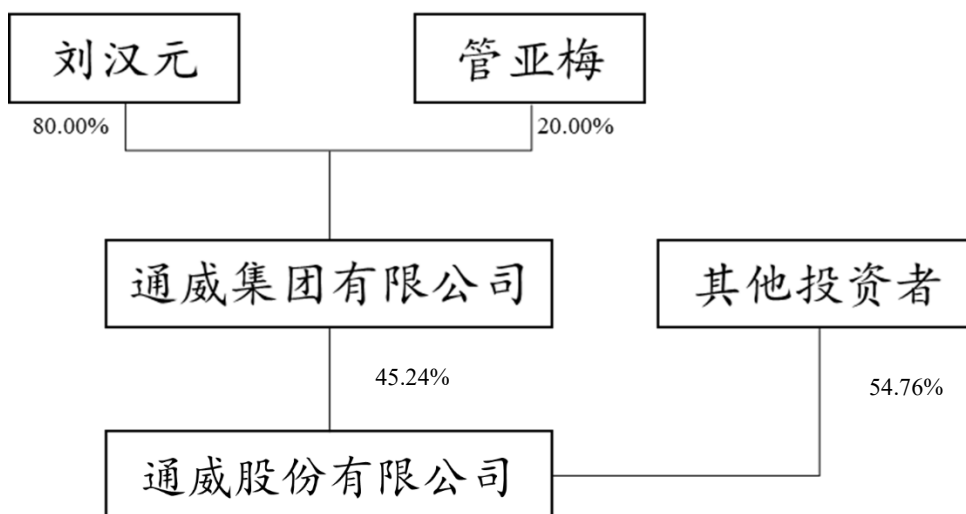 刘汉元
管亚梅
80.00%
20.00%
通威集团有限公司
其他投资者
45.24%
54.76%
通威股份有限公司